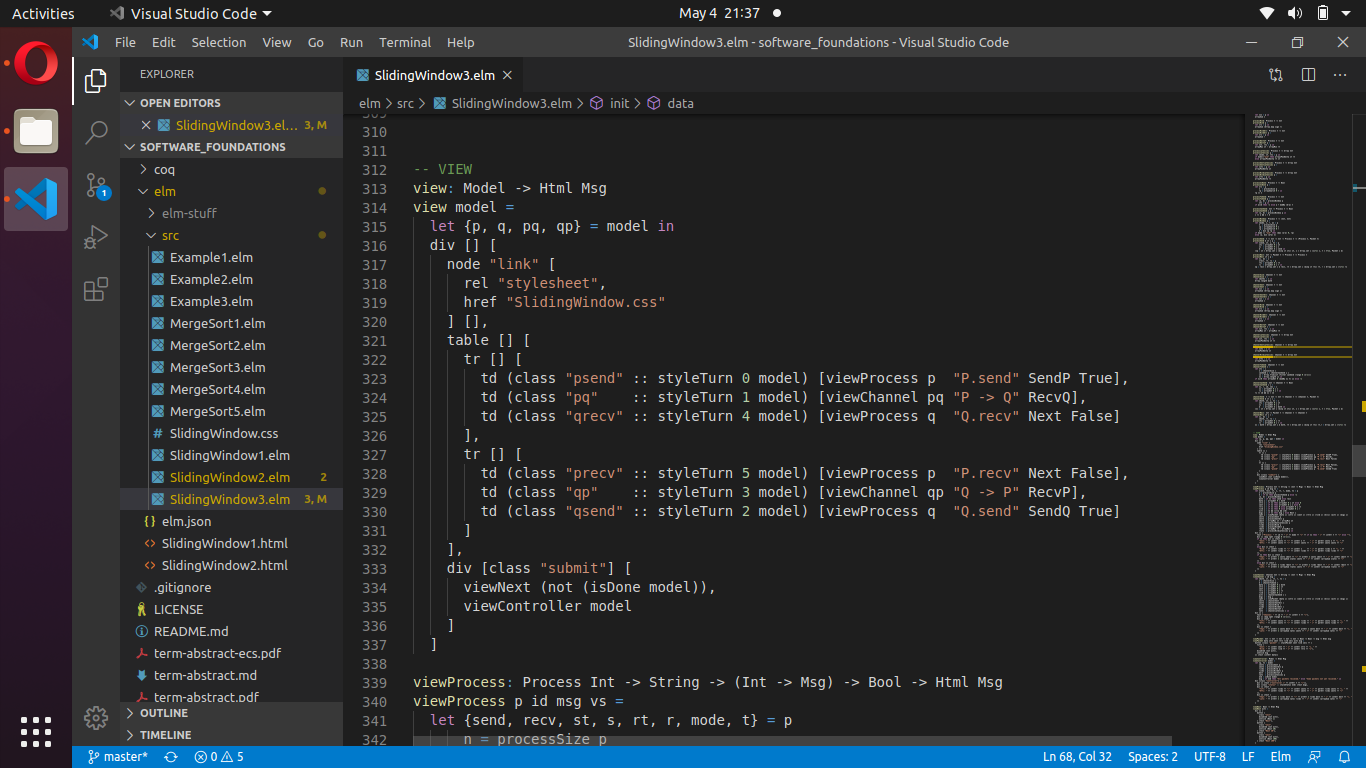 Activities
Visual Studio Code
May 4 21:37
File Edit Selection View Go Run Terminal Help
SlidingWindow3.elm - software_foundations - Visual Studio Code
EXPLORER
OPEN EDITORS
SlidingWindow3.el... 3, M
SOFTWARE_FOUNDATIONS
coq
elm
elm-stuff
src
Example1.elm
Example2.elm
Example3.elm
MergeSort1.elm
MergeSort2.elm
MergeSort3.elm
MergeSort4.elm
MergeSort5.elm
# SlidingWindow.css
SlidingWindow1.elm
SlidingWindow2.elm 2
SlidingWindow3.elm 3, M
{} elm.json
<> SlidingWindow1.html
<> SlidingWindow2.html
.gitignore
LICENSE
README.md
term-abstract-ecs.pdf
term-abstract.md
term-abstract.pdf
OUTLINE
TIMELINE
1
SlidingWindow3.elm
elm > src > SlidingWindow3.elm > init > data
309
310
311
312 -- VIEW
313 view: Model -> Html Msg
314 view model =
315 let {p, q, pq, qp} = model in
316 div [] [
317 node "link" [
318 rel "stylesheet",
319 href "SlidingWindow.css"
320 ] [],
321 table [] [
322 tr [] [
323 td (class "psend" :: styleTurn 0 model) [viewProcess p "P.send" SendP True],
324 td (class "pq" :: styleTurn 1 model) [viewChannel pq "P -> Q" RecvQ],
325 td (class "qrecv" :: styleTurn 4 model) [viewProcess q "Q.recv" Next False]
326 ],
327 tr [] [
328 td (class "precv" :: styleTurn 5 model) [viewProcess p "P.recv" Next False],
329 td (class "qp" :: styleTurn 3 model) [viewChannel qp "Q -> P" RecvP],
330 td (class "qsend" :: styleTurn 2 model) [viewProcess q "Q.send" SendQ True]
331 ]
332 ],
333 div [class "submit"] [
334 viewNext (not (isDone model)),
335 viewController model
336 ]
337 ]
338
339 viewProcess: Process Int -> String -> (Int -> Msg) -> Bool -> Html Msg
340 viewProcess p id msg vs =
341 let {send, recv, st, s, rt, r, mode, t} = p
342 n = processSize p
master* 0 5
Ln 68, Col 32 Spaces: 2 UTF-8 LF Elm